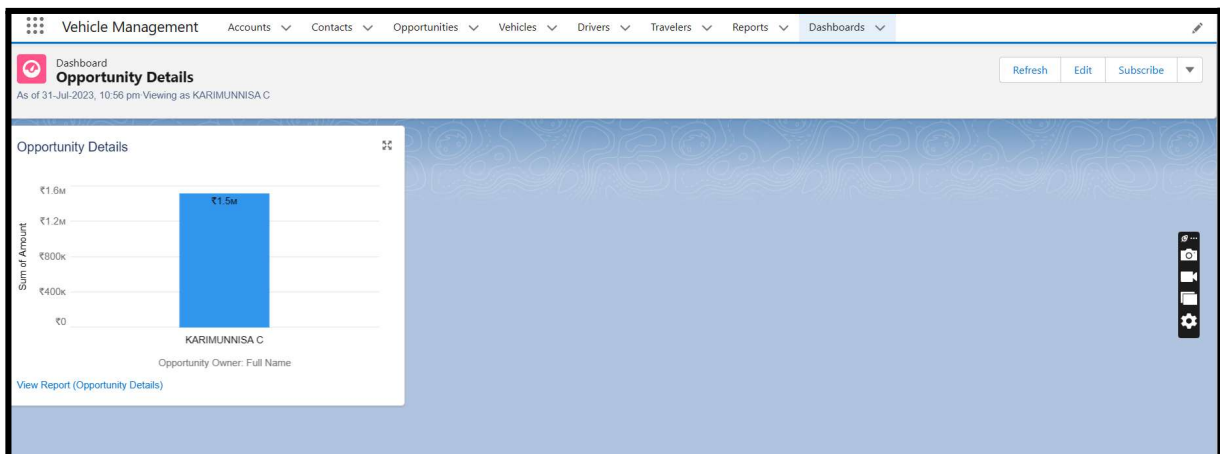 Vehicle Management Accounts Contacts Opportunities Vehicles Drivers Travelers Reports Dashboards
Dashboard
Opportunity Details
As of 31-Jul-2023, 10:56 pm·Viewing as KARIMUNNISA C
Refresh Edit Subscribe
Opportunity Details
₹1.6M
₹1.5M
₹1.2M
₹800K
₹400K
₹0
Sum of Amount
KARIMUNNISA C
Opportunity Owner: Full Name
View Report (Opportunity Details)